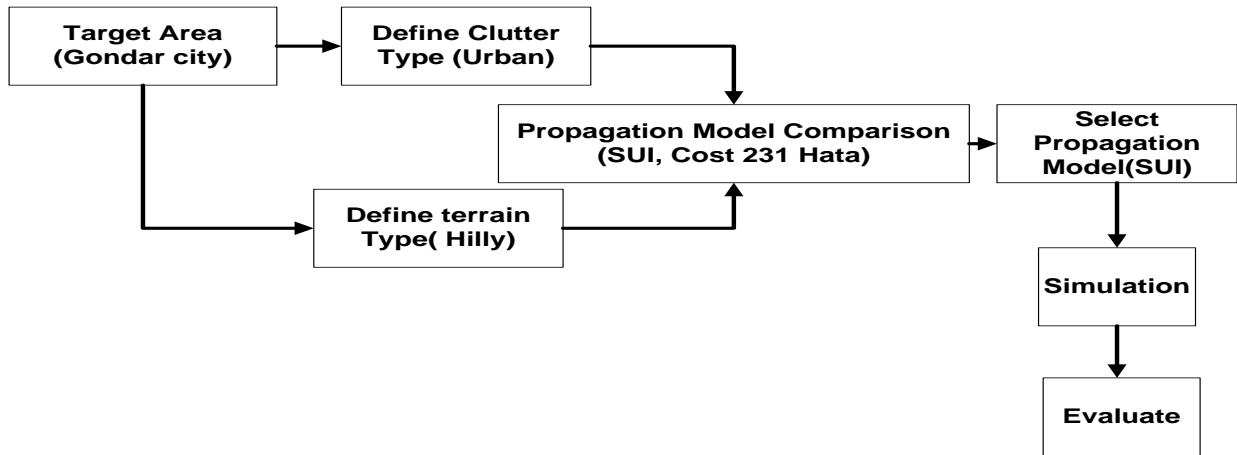 Target Area
(Gondar city)
Define Clutter
Type (Urban)
Propagation Model Comparison
(SUI, Cost 231 Hata)
Select
Propagation
Model(SUI)
Define terrain
Type( Hilly)
Simulation
Evaluate